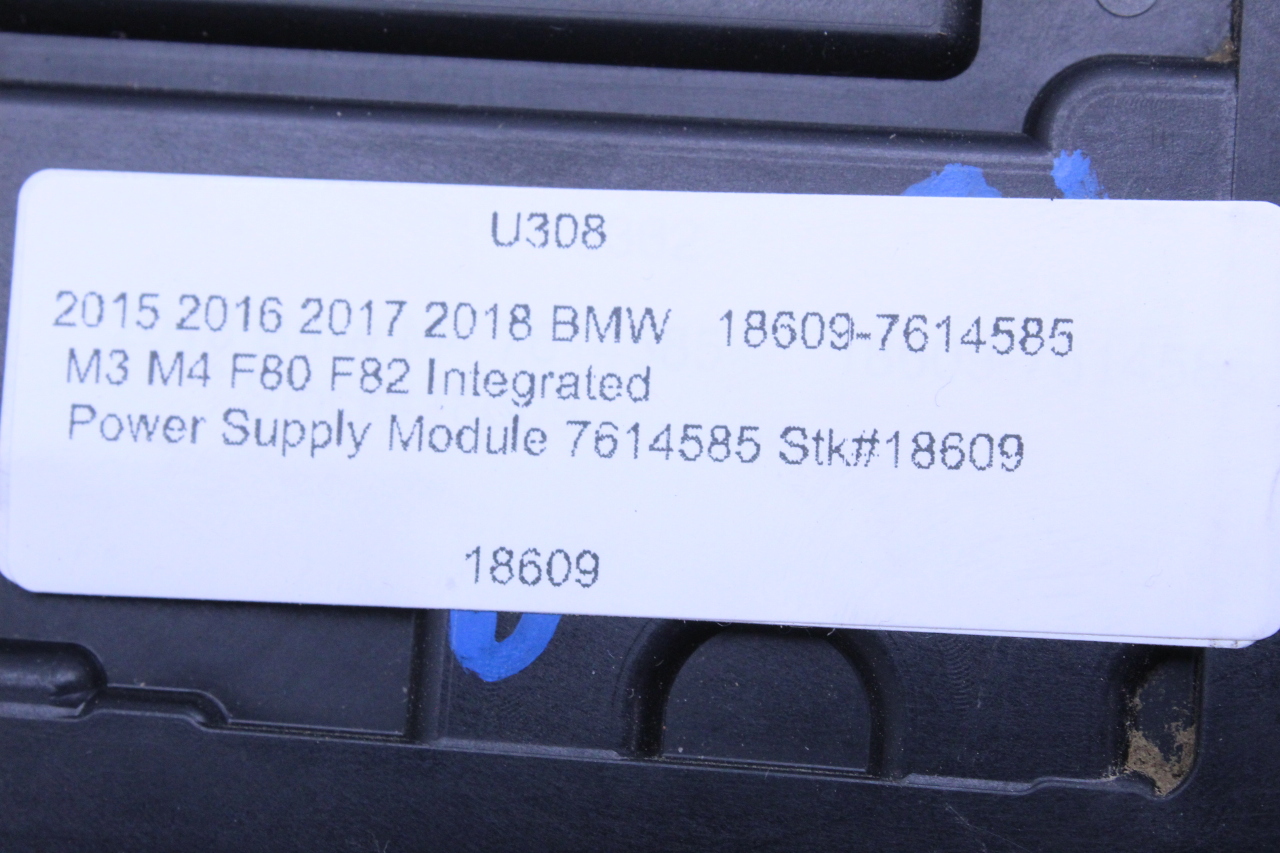 U308
2015 2016 2017 2018 BMW 18609-7614585
M3 M4 F80 F82 Integrated
Power Supply Module 7614585 Stk#18609
18609